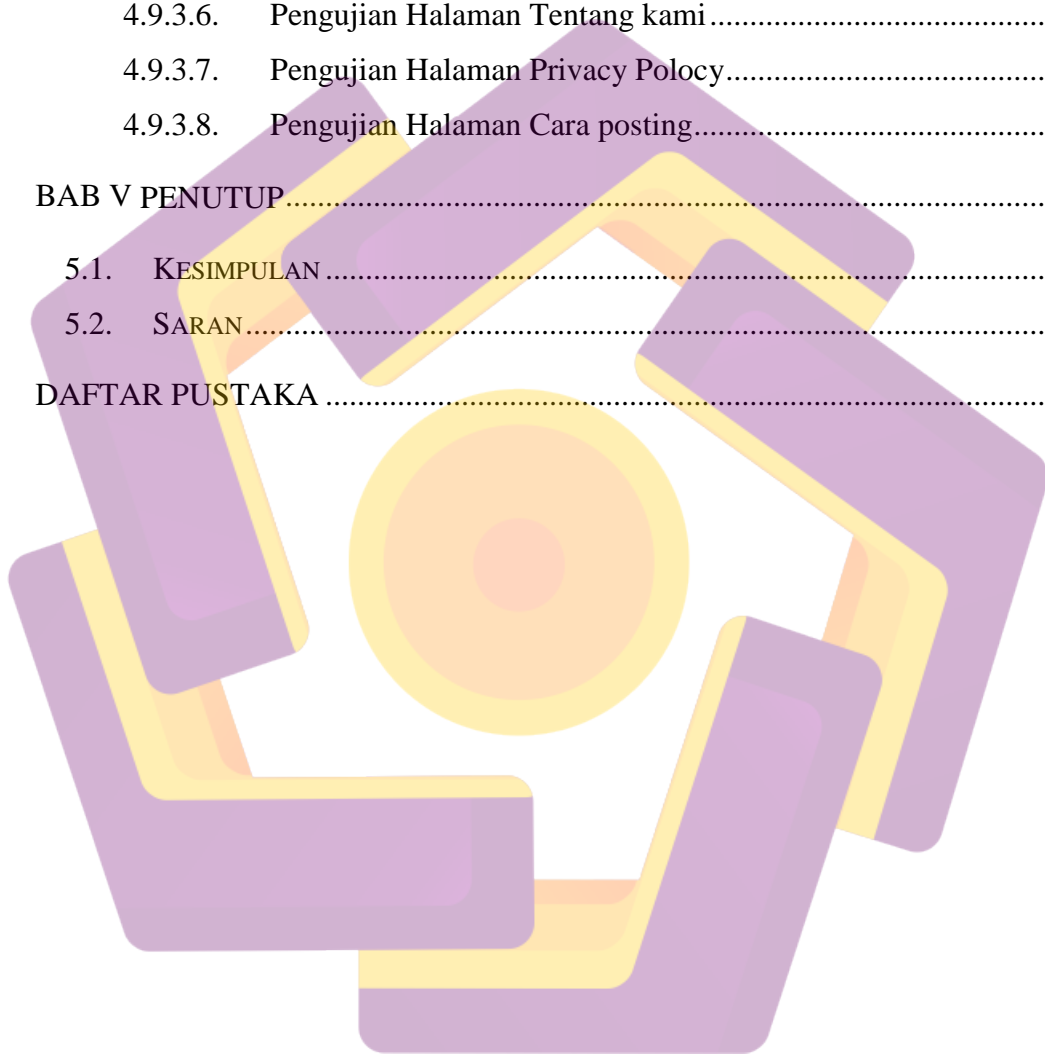 4.9.3.6. Pengujian Halaman Tentang kami........................................
4.9.3.7. Pengujian Halaman Privacy Polocy......................................
4.9.3.8. Pengujian Halaman Cara posting..........................................
BAB V PENUTUP..............................................................................................
5.1. KESIMPULAN.........................................................................................
5.2. SARAN...................................................................................................
DAFTAR PUSTAKA.........................................................................................